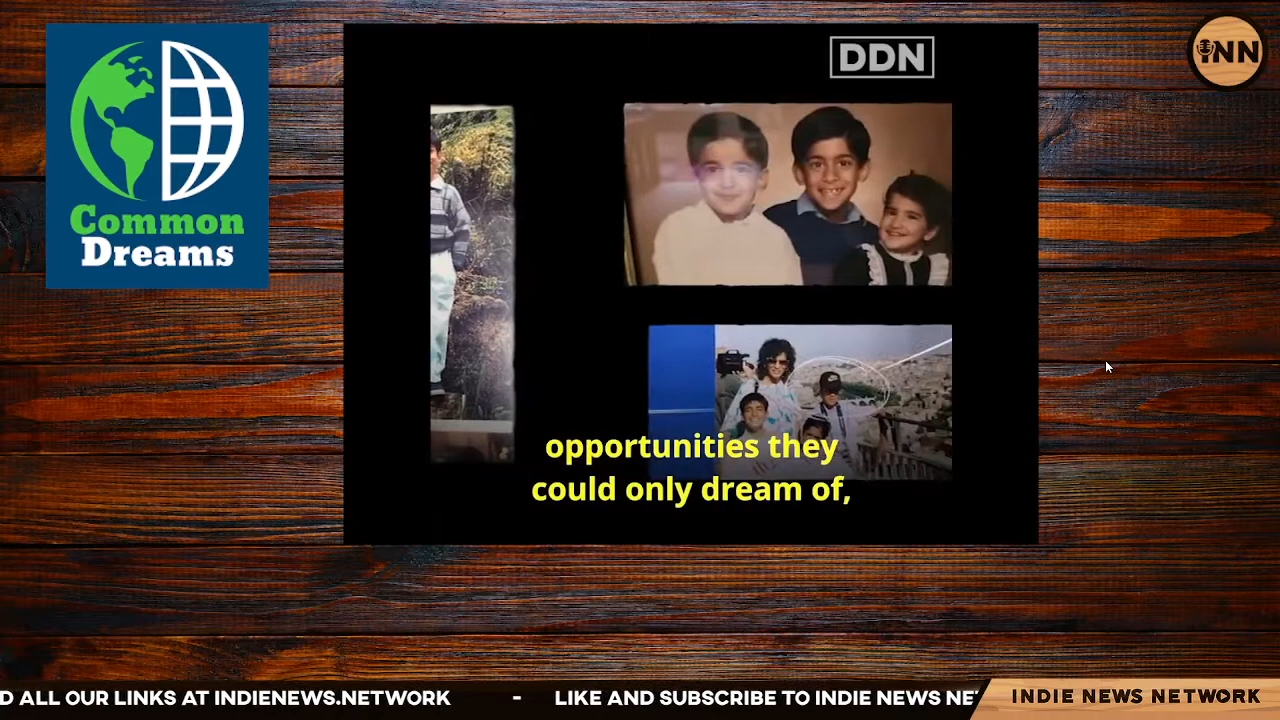 Common
Dreams
DDN
iNN
opportunities they
could only dream of,
D ALL OUR LINKS AT INDIENEWS.NETWORK - LIKE AND SUBSCRIBE TO INDIE NEWS NE
INDIE NEWS NETWORK